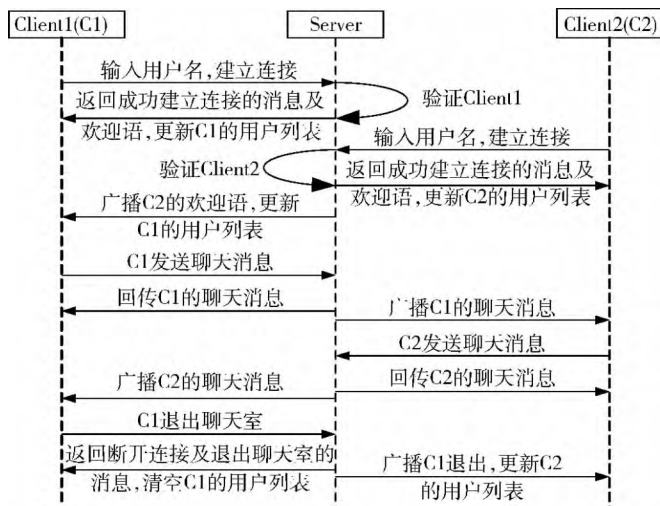 Client1(C1)
Server
Client2(C2)
输入用户名,建立连接
返回成功建立连接的消息及
欢迎语,更新C1的用户列表
验证Client1
输入用户名,建立连接
验证Client2
返回成功建立连接的消息及
欢迎语,更新C2的用户列表
广播C2的欢迎语,更新
C1的用户列表
C1发送聊天消息
回传C1的聊天消息
广播C1的聊天消息
C2发送聊天消息
广播C2的聊天消息
回传C2的聊天消息
C1退出聊天室
返回断开连接及退出聊天室的
消息,清空C1的用户列表
广播C1退出,更新C2
的用户列表